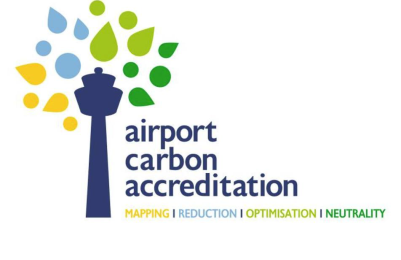 airport
carbon
accreditation
MAPPING I REDUCTION I OPTIMISATION I NEUTRALITY